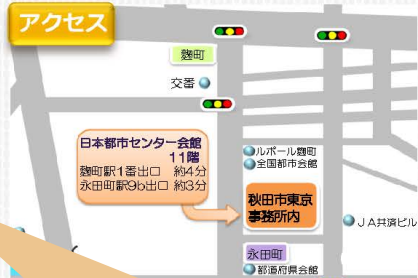 アクセス
麹町
交番
日本都市センター会館
11階
麹町駅1番出口 約4分
永田町駅9b出口 約3分
ルポール麹町
全国都市会館
秋田市東京
事務所内
JA共済ビル
永田町
都道府県会館